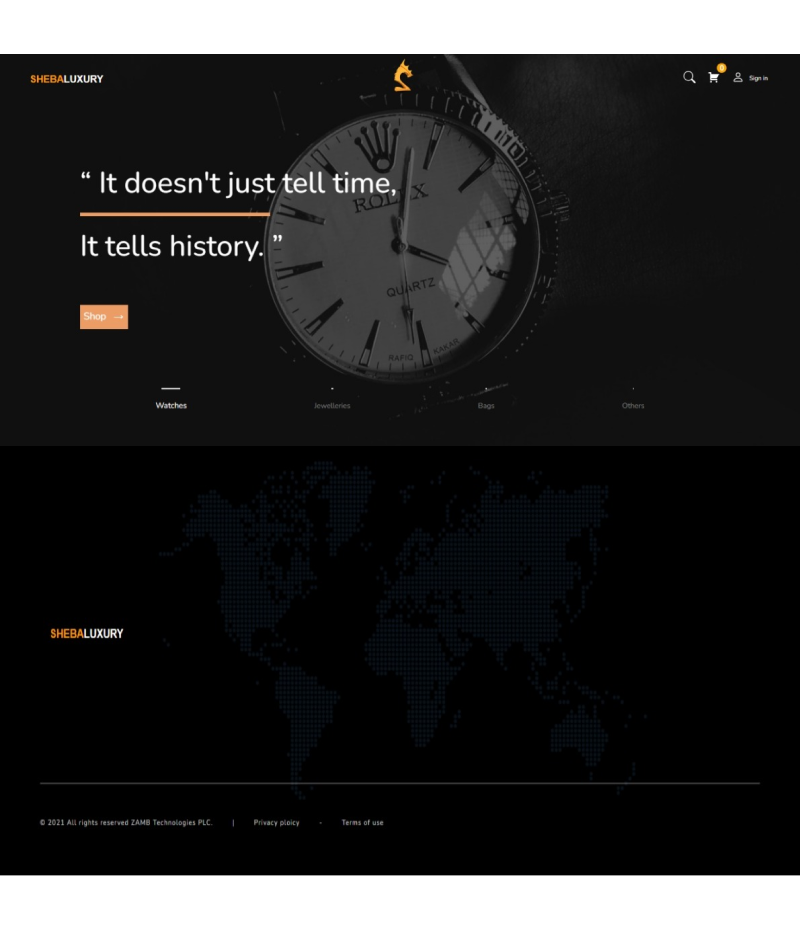 SHEBALUXURY
0
Sign in
“ It doesn't just tell time,
ROLEX
It tells history. ”
QUARTZ
Shop →
RAFIQ KAKAR
Watches
Jewelleries
Bags
Others
SHEBALUXURY
© 2021 All rights reserved ZAMB Technologies PLC. | Privacy ploicy - Terms of use